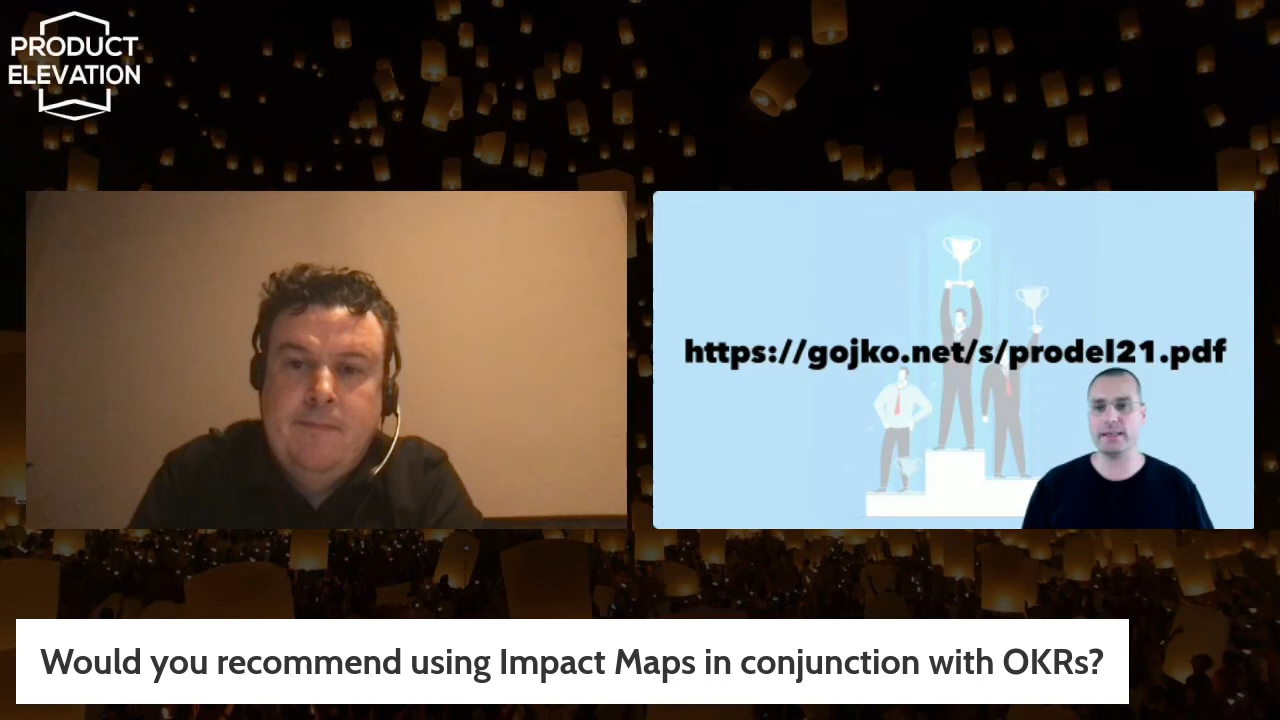 PRODUCT
ELEVATION
https://gojko.net/s/prodel21.pdf
Would you recommend using Impact Maps in conjunction with OKRs?